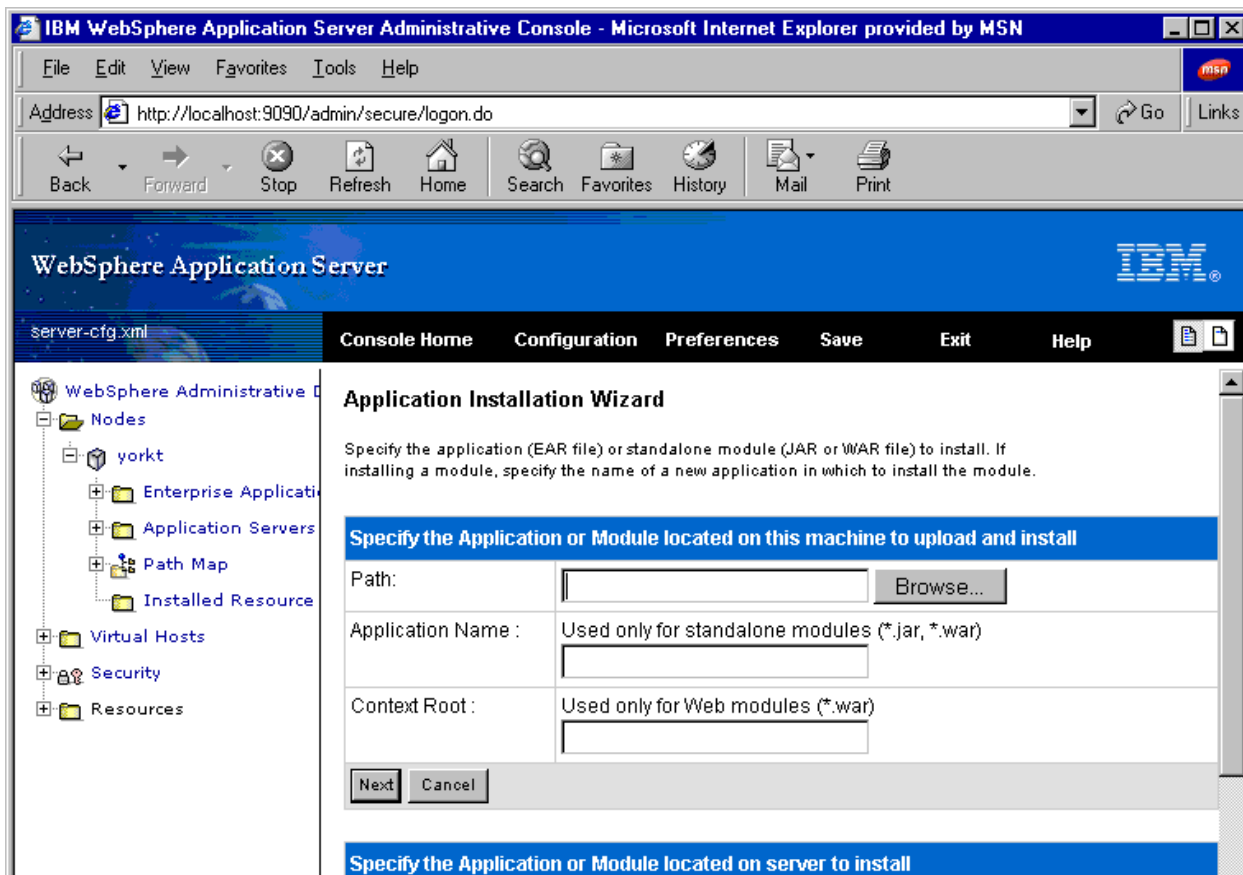 IBM WebSphere Application Server Administrative Console - Microsoft Internet Explorer provided by MSN
File Edit View Favorites Tools Help
msn
Address http://localhost:9090/admin/secure/logon.do Go Links
Back Forward Stop Refresh Home Search Favorites History Mail Print
WebSphere Application Server
IBM®
server-cfg.xml
Console Home Configuration Preferences Save Exit Help
WebSphere Administrative D
Nodes
yorkt
Enterprise Applicati
Application Servers
Path Map
Installed Resource
Virtual Hosts
Security
Resources
Application Installation Wizard
Specify the application (EAR file) or standalone module (JAR or WAR file) to install. If
installing a module, specify the name of a new application in which to install the module.
Specify the Application or Module located on this machine to upload and install
Path: Browse...
Application Name : Used only for standalone modules (*.jar, *.war)
Context Root : Used only for Web modules (*.war)
Next Cancel
Specify the Application or Module located on server to install